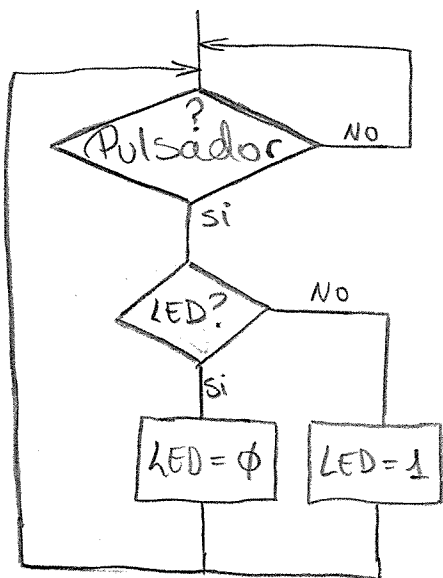 ?
Pulsador
NO
si
LED?
NO
si
LED = ϕ
LED = 1